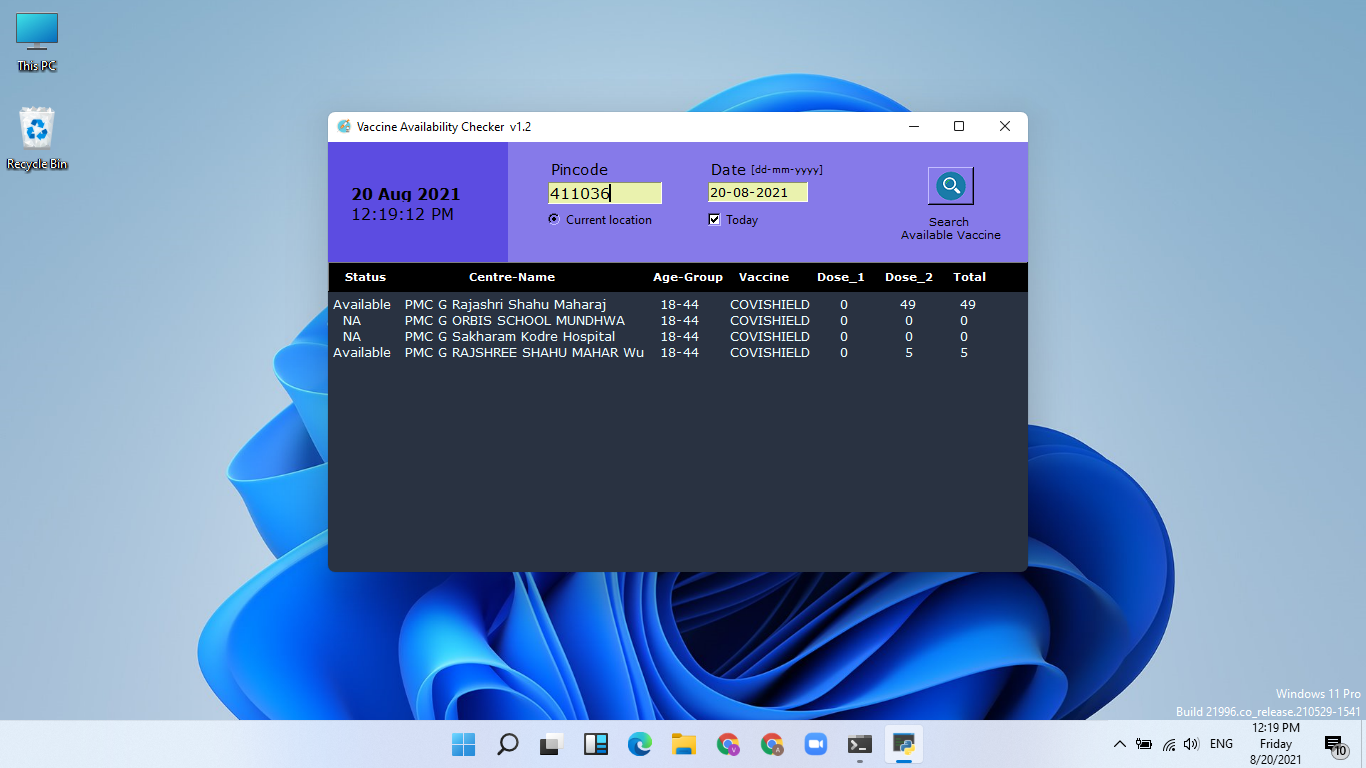 This PC
Recycle Bin
Vaccine Availability Checker v1.2
20 Aug 2021
12:19:12 PM
Pincode
411036
Current location
Date [dd-mm-yyyy]
20-08-2021
Today
Search
Available Vaccine
Status Centre-Name Age-Group Vaccine Dose_1 Dose_2 Total
Available PMC G Rajashri Shahu Maharaj 18-44 COVISHIELD 0 49 49
NA PMC G ORBIS SCHOOL MUNDHWA 18-44 COVISHIELD 0 0 0
NA PMC G Sakharam Kodre Hospital 18-44 COVISHIELD 0 0 0
Available PMC G RAJSHREE SHAHU MAHAR Wu 18-44 COVISHIELD 0 5 5
Windows 11 Pro
Build 21996.co_release.210529-1541
ENG
12:19 PM
Friday
8/20/2021
10